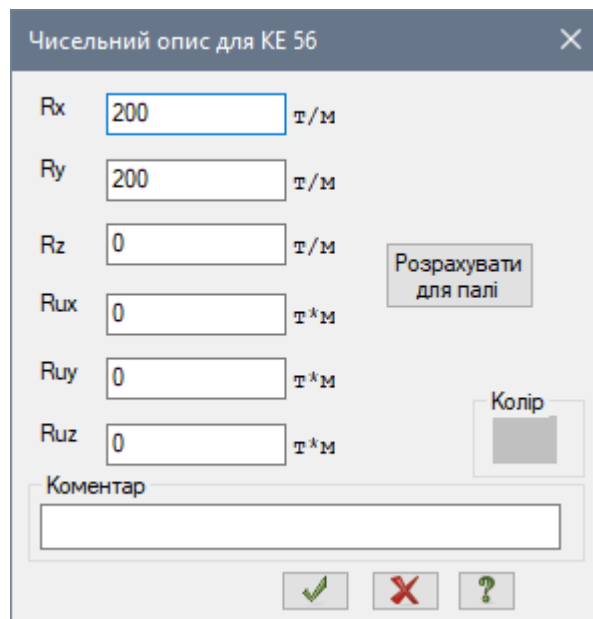 Чисельний опис для КЕ 56
Rx 200 т/м
Ry 200 т/м
Rz 0 т/м
Розрахувати
для палі
Rux 0 т*м
Ruy 0 т*м
Колір
Ruz 0 т*м
Коментар